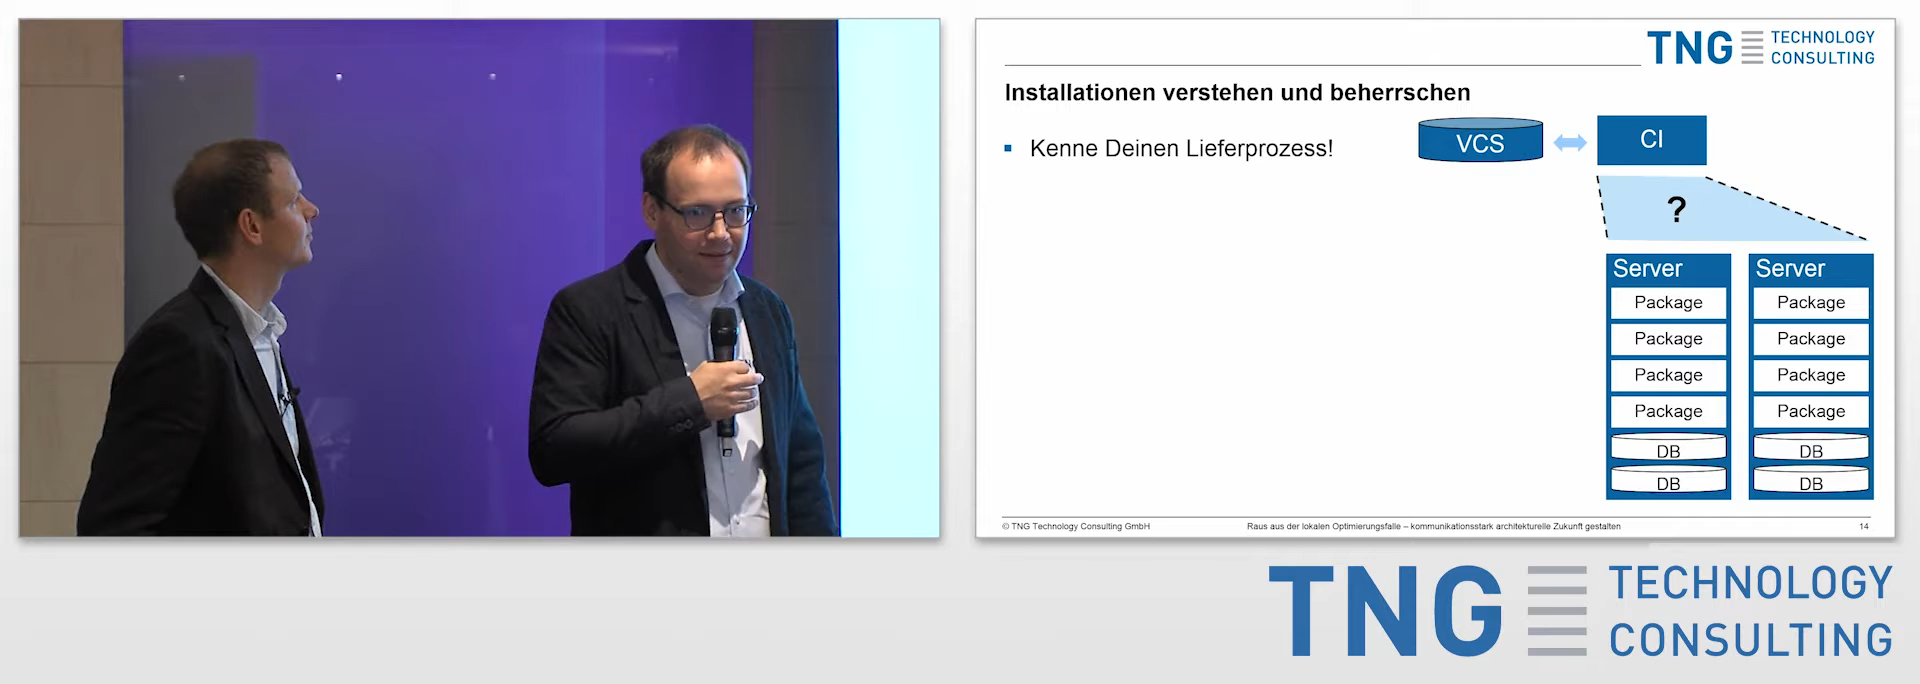 TNG TECHNOLOGY
CONSULTING
Installationen verstehen und beherrschen
Kenne Deinen Lieferprozess!
VCS
CI
?
Server
Package
Package
Package
Package
DB
DB
Server
Package
Package
Package
Package
DB
DB
© TNG Technology Consulting GmbH
Raus aus der lokalen Optimierungsfalle – kommunikationsstark architekturelle Zukunft gestalten
14
TNG TECHNOLOGY
CONSULTING